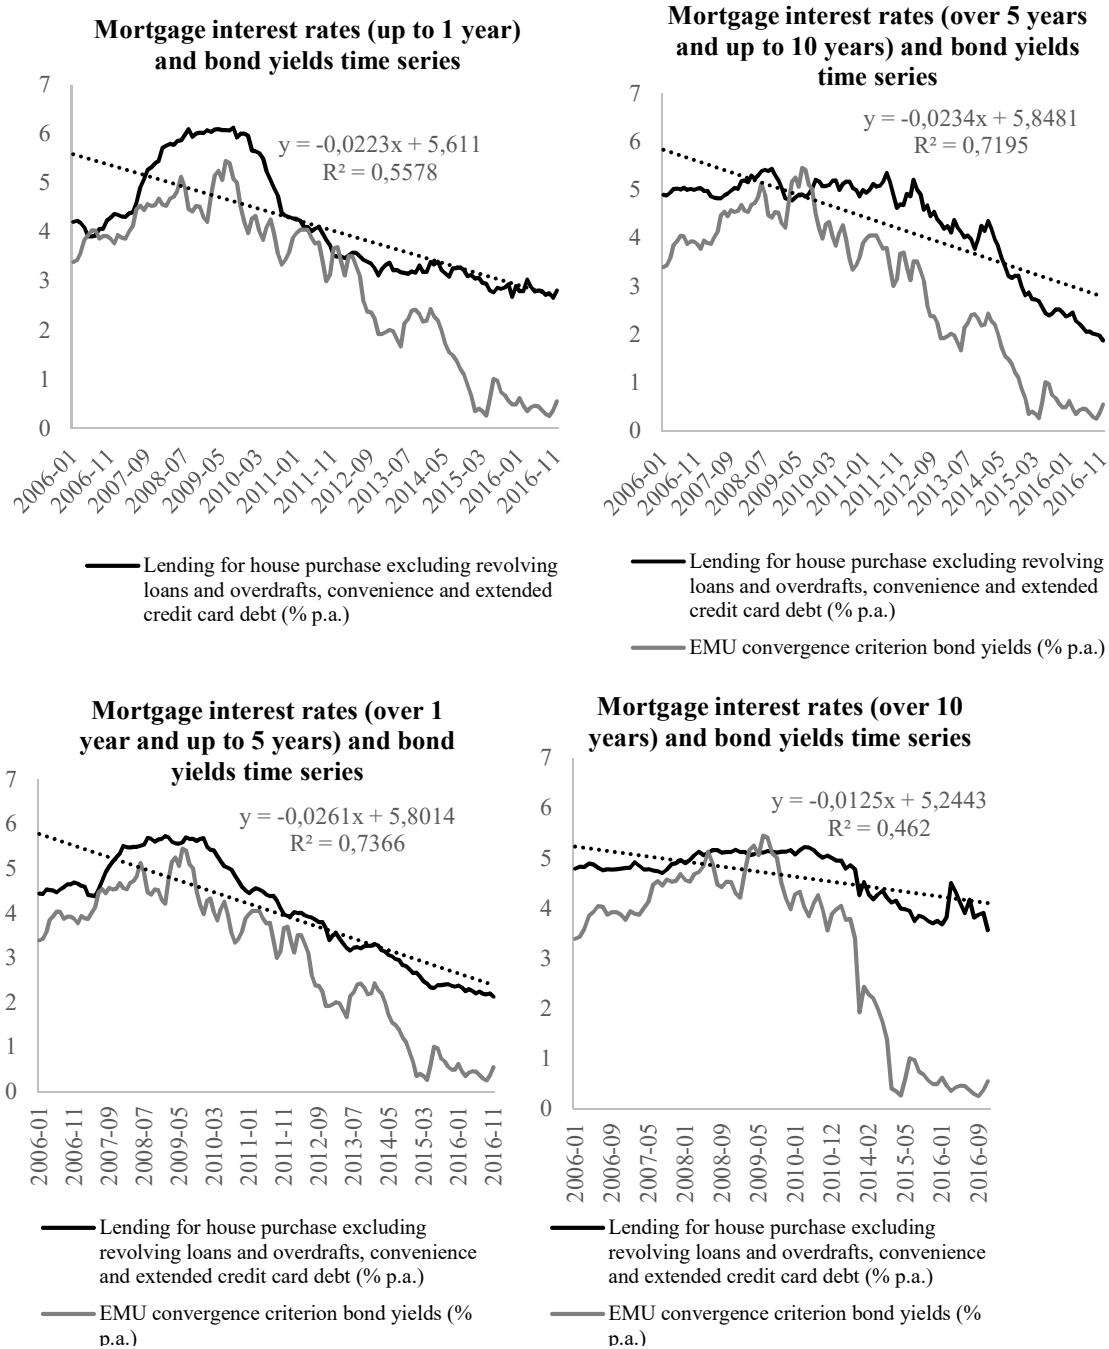 Mortgage interest rates (up to 1 year)
and bond yields time series
7
6
5
4
3
2
1
0
y = -0,0223x + 5,611
R² = 0,5578
2006-01
2006-11
2007-09
2008-07
2009-05
2010-03
2011-01
2011-11
2012-09
2013-07
2014-05
2015-03
2016-01
2016-11
Lending for house purchase excluding revolving
loans and overdrafts, convenience and extended
credit card debt (% p.a.)
Mortgage interest rates (over 5 years
and up to 10 years) and bond yields
time series
7
6
5
4
3
2
1
0
y = -0,0234x + 5,8481
R² = 0,7195
2006-01
2006-11
2007-09
2008-07
2009-05
2010-03
2011-01
2011-11
2012-09
2013-07
2014-05
2015-03
2016-01
2016-11
Lending for house purchase excluding revolving
loans and overdrafts, convenience and extended
credit card debt (% p.a.)
EMU convergence criterion bond yields (% p.a.)
Mortgage interest rates (over 1
year and up to 5 years) and bond
yields time series
7
6
5
4
3
2
1
0
y = -0,0261x + 5,8014
R² = 0,7366
2006-01
2006-11
2007-09
2008-07
2009-05
2010-03
2011-01
2011-11
2012-09
2013-07
2014-05
2015-03
2016-01
2016-11
Lending for house purchase excluding
revolving loans and overdrafts, convenience
and extended credit card debt (% p.a.)
EMU convergence criterion bond yields (%
p.a.)
Mortgage interest rates (over 10
years) and bond yields time series
7
6
5
4
3
2
1
0
y = -0,0125x + 5,2443
R² = 0,462
2006-01
2006-09
2007-05
2008-01
2008-09
2009-05
2010-01
2010-12
2014-02
2015-05
2016-01
2016-09
Lending for house purchase excluding
revolving loans and overdrafts, convenience
and extended credit card debt (% p.a.)
EMU convergence criterion bond yields (%
p.a.)